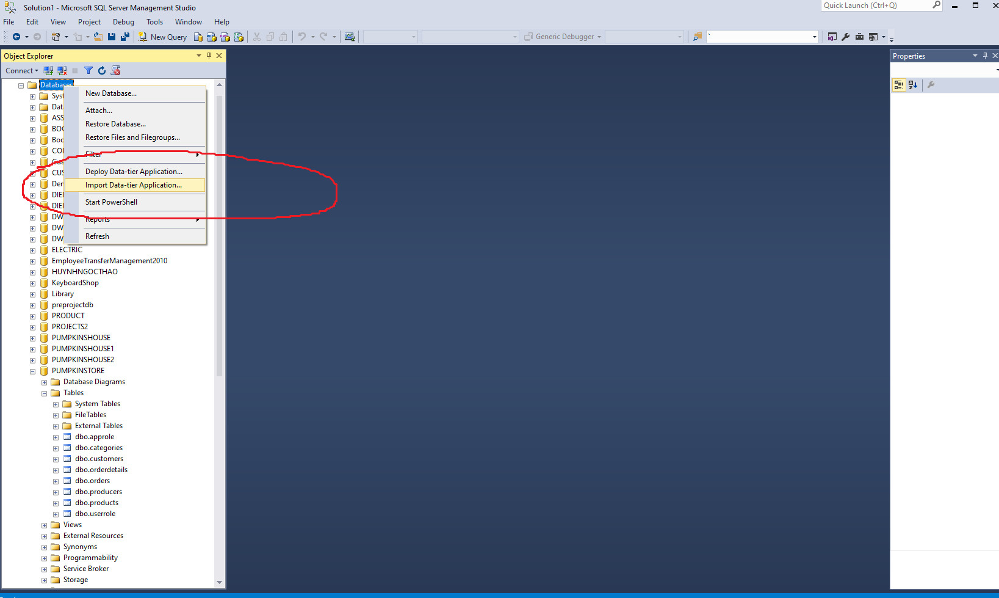 Solution1 - Microsoft SQL Server Management Studio
Quick Launch (Ctrl+Q)
File Edit View Project Debug Tools Window Help
New Query
Generic Debugger
Object Explorer
Properties
Connect
Databases
New Database...
Attach...
Restore Database...
Restore Files and Filegroups...
Filter
Deploy Data-tier Application...
Import Data-tier Application...
Start PowerShell
Reports
Refresh
Syst
Dat
ASS
BOO
Boo
CUS
DIE
DIE
DW
DW
DW
ELECTRIC
EmployeeTransferManagement2010
HUYNHNGOCTHAO
KeyboardShop
Library
preprojectdb
PRODUCT
PROJECTS2
PUMPKINSHOUSE
PUMPKINSHOUSE1
PUMPKINSHOUSE2
PUMPKINSTORE
Database Diagrams
Tables
System Tables
FileTables
External Tables
dbo.approle
dbo.categories
dbo.customers
dbo.orderdetails
dbo.orders
dbo.producers
dbo.products
dbo.userrole
Views
External Resources
Synonyms
Programmability
Service Broker
Storage